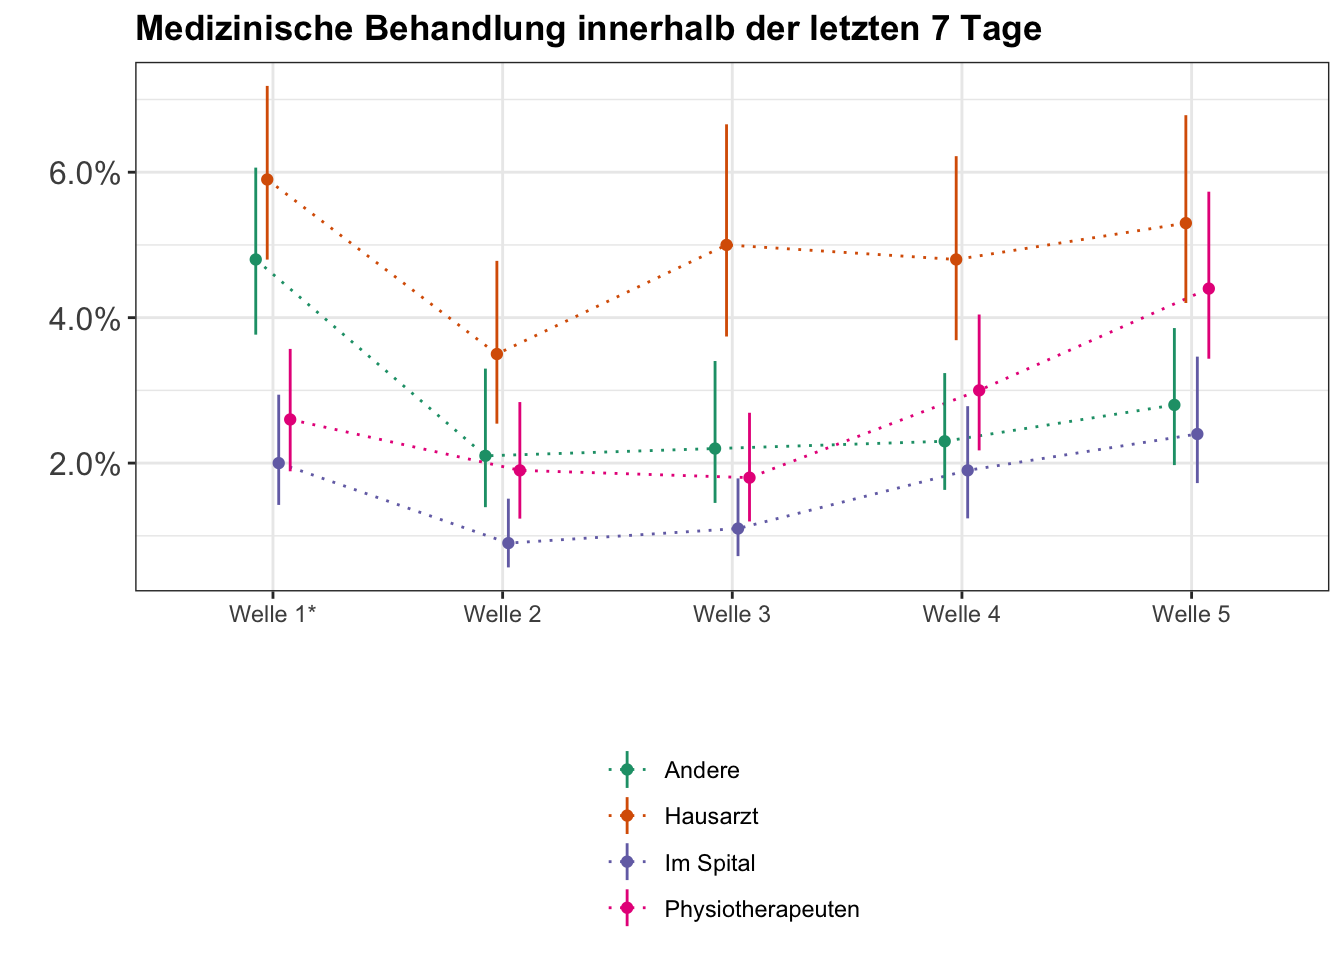 Medizinische Behandlung innerhalb der letzten 7 Tage
6.0%
4.0%
2.0%
Welle 1* Welle 2 Welle 3 Welle 4 Welle 5
Andere
Hausarzt
Im Spital
Physiotherapeuten